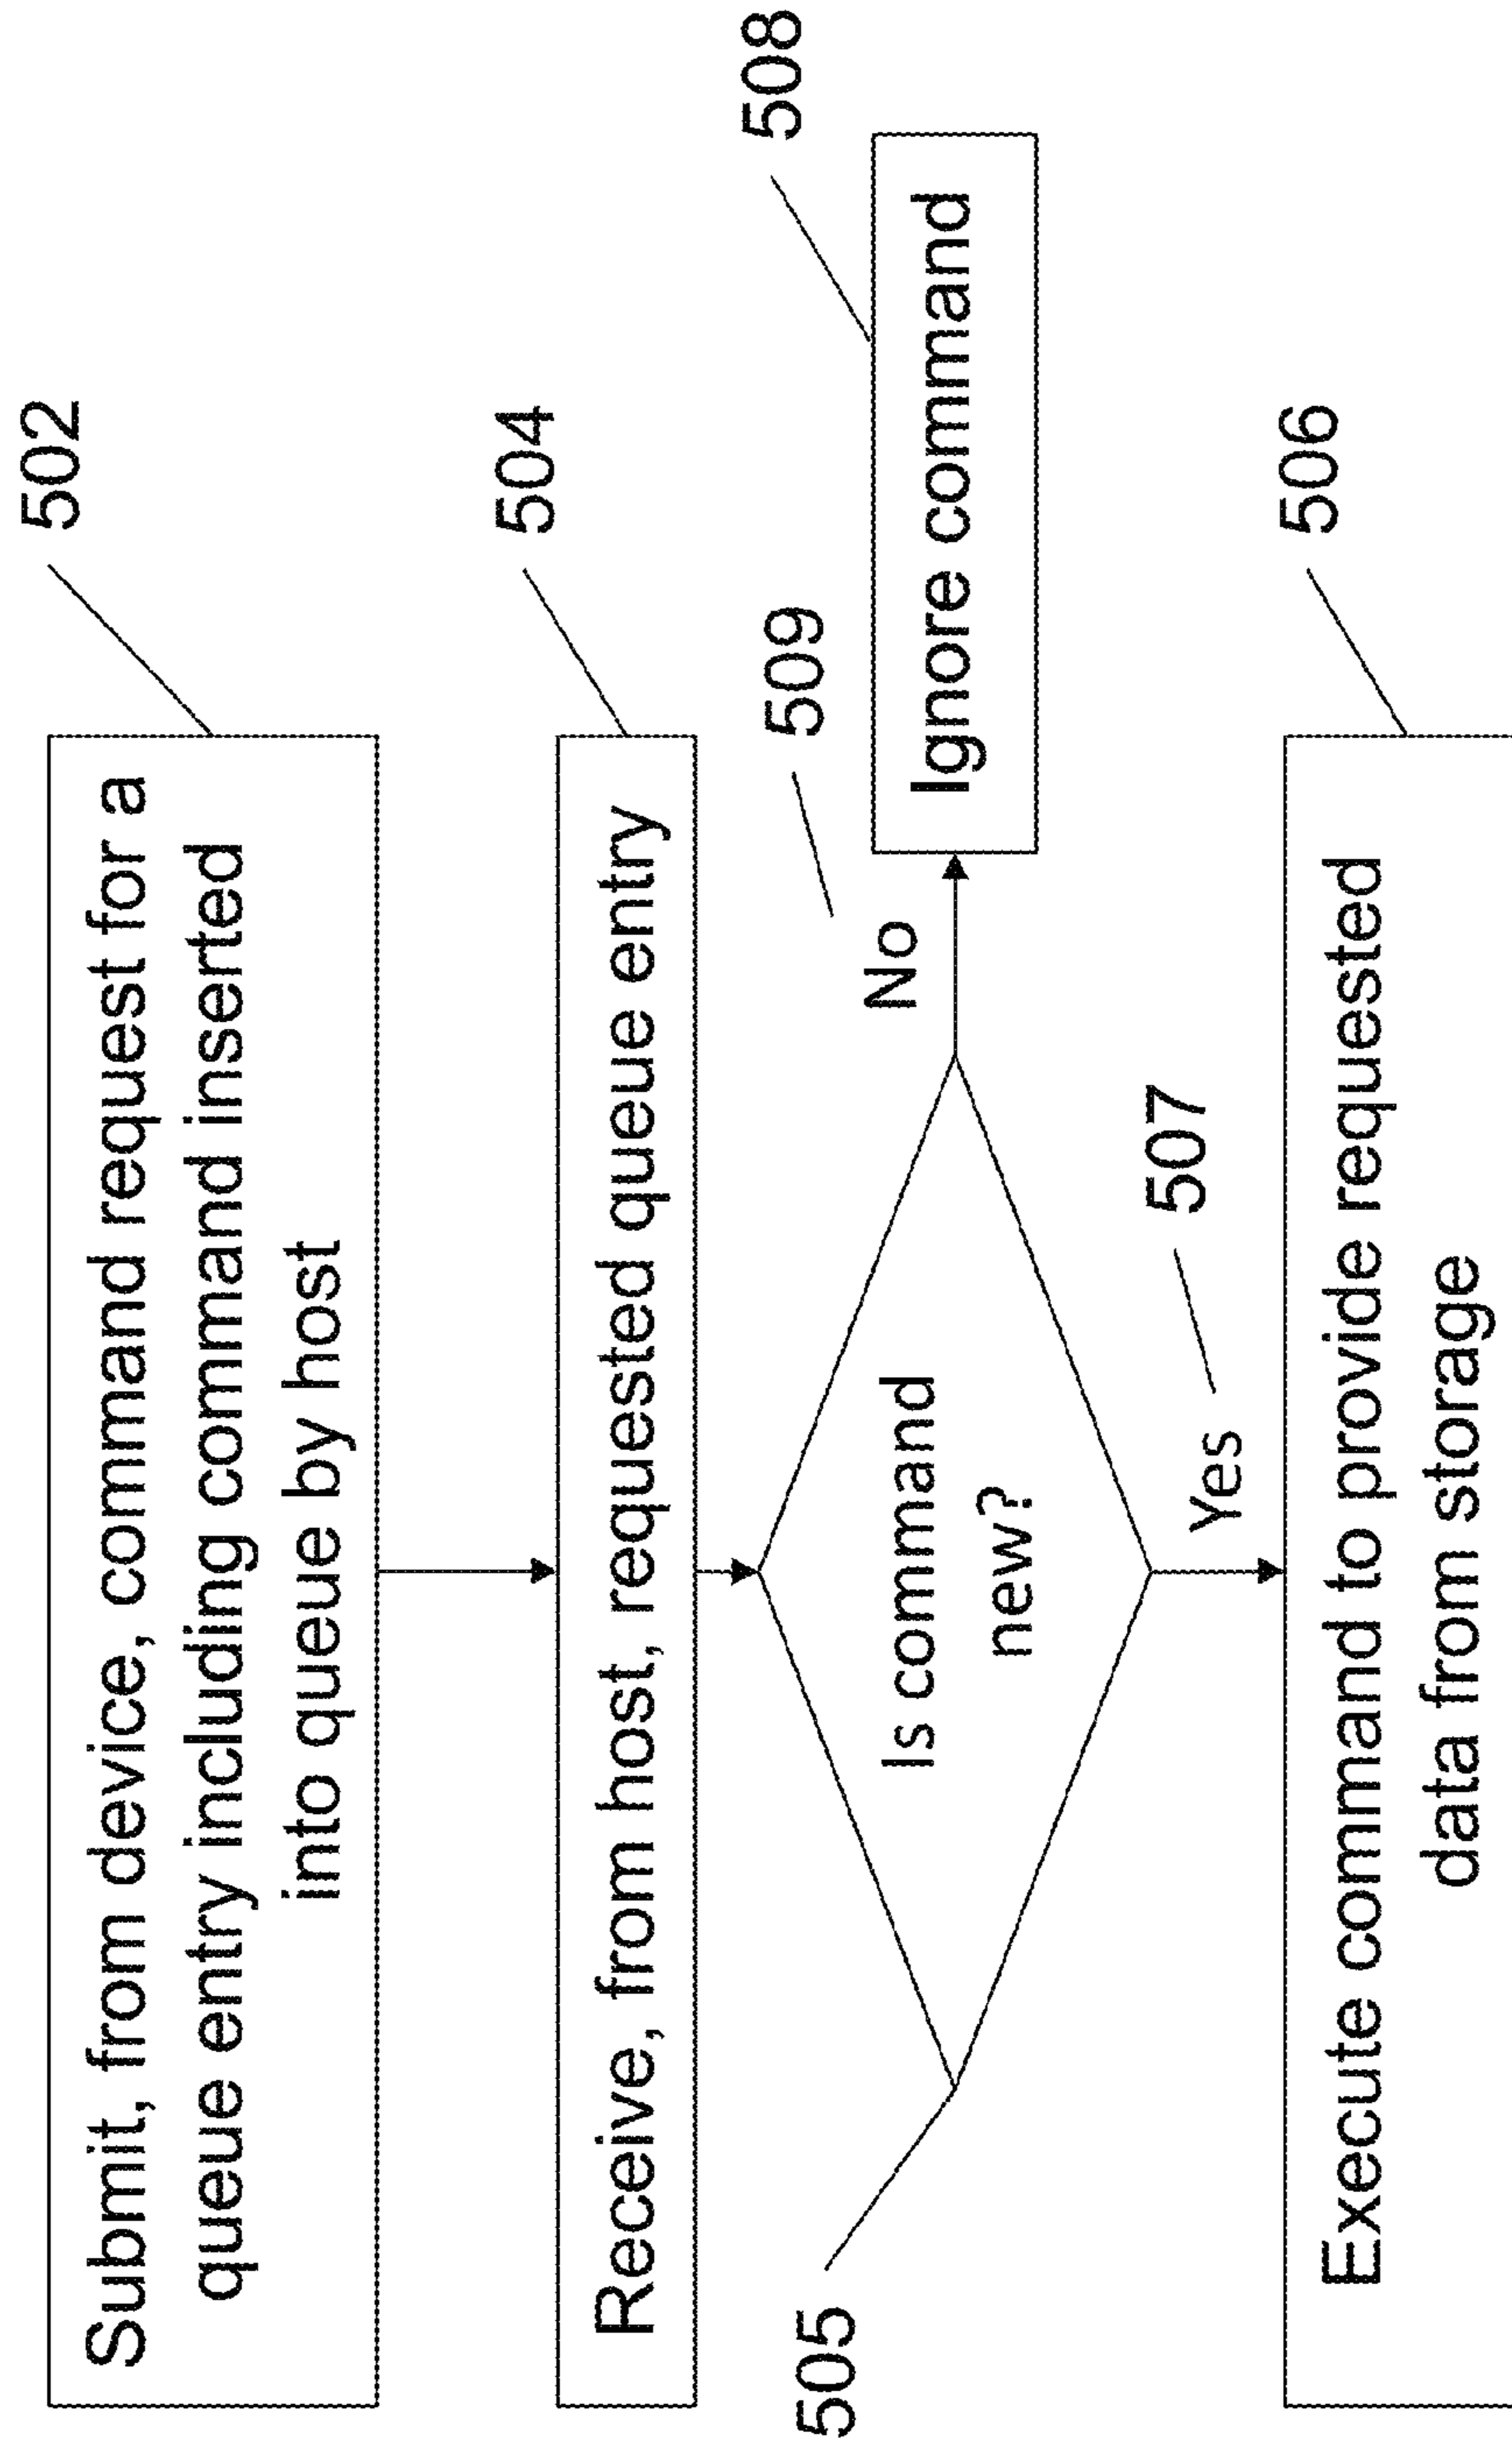 Submit, from device, command request for a
queue entry including command inserted
into queue by host
502
Receive, from host, requested queue entry
504
505
Is command
new?
No
509
Ignore command
508
Yes
507
Execute command to provide requested
data from storage
506